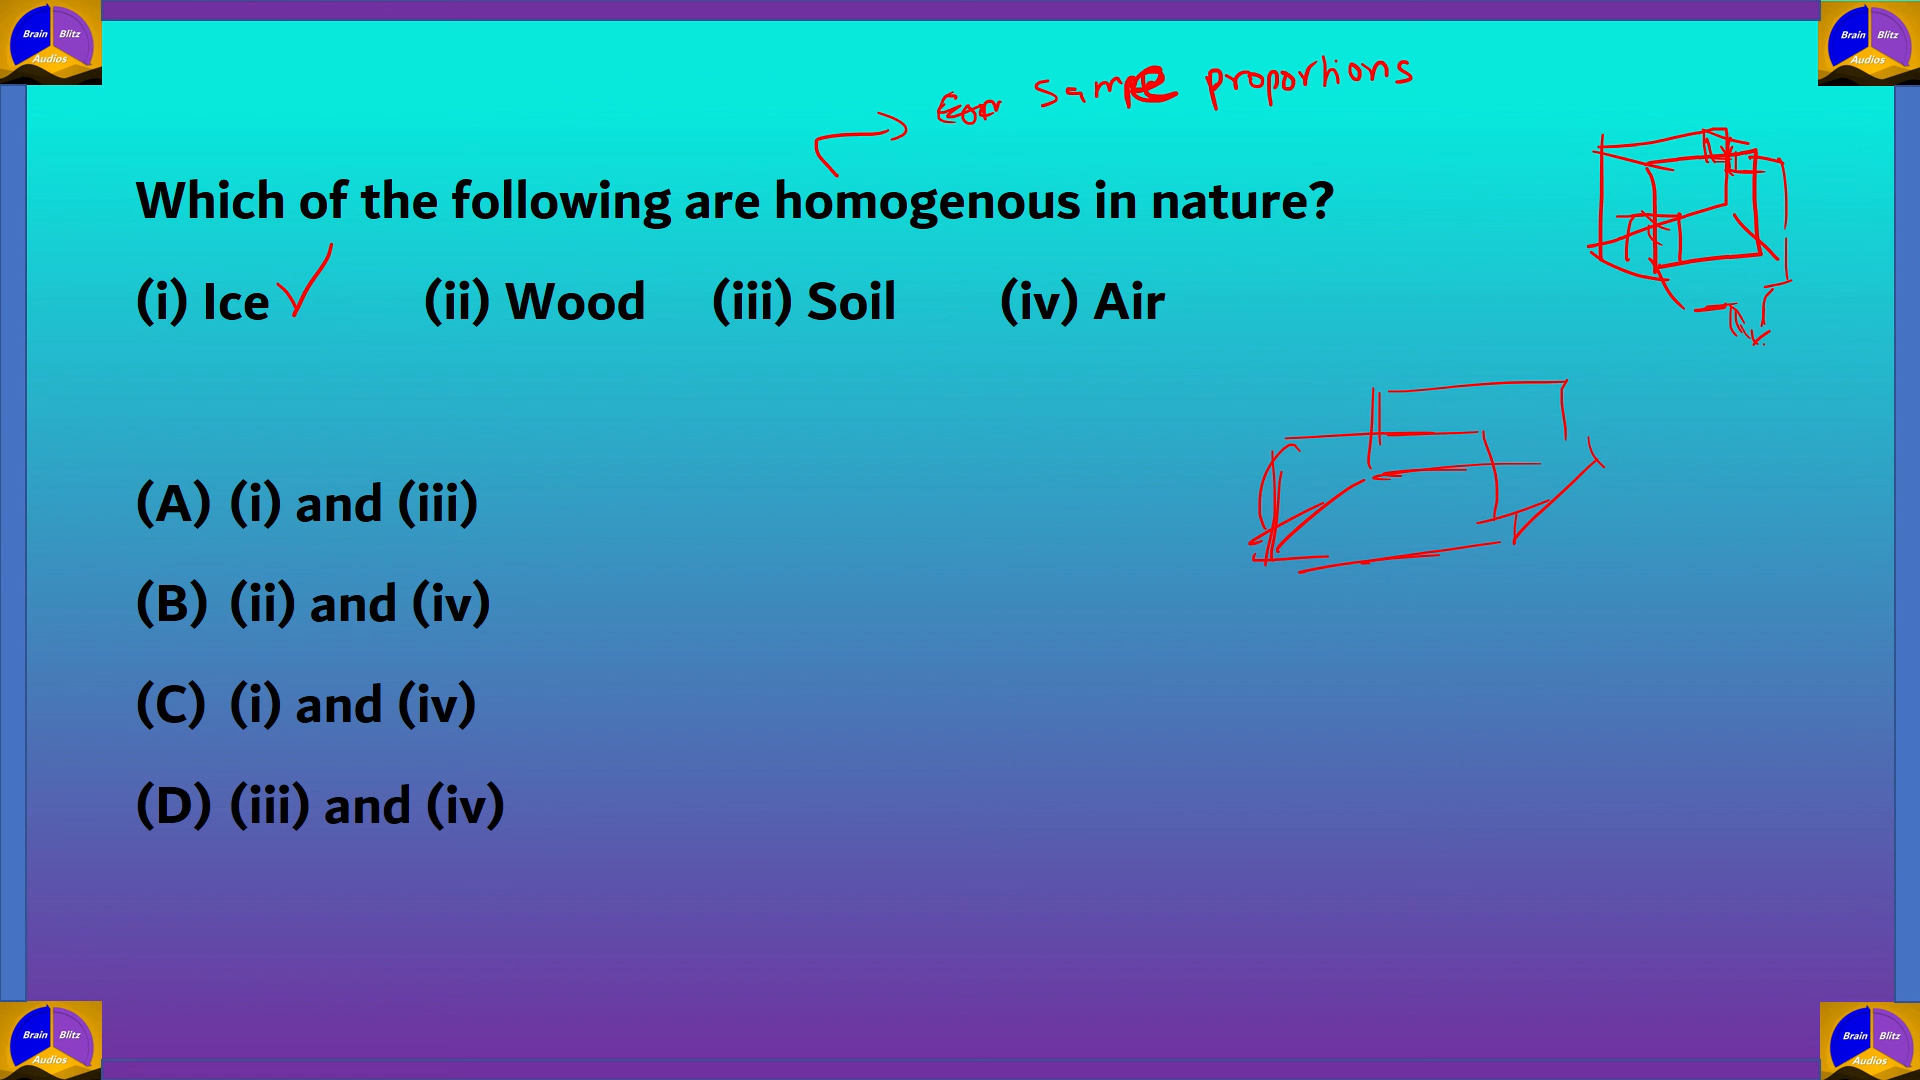 Brain Blitz
Audios
Brain Blitz
Audios
same proportions
Which of the following are homogenous in nature?
(i) Ice (ii) Wood (iii) Soil (iv) Air
(A) (i) and (iii)
(B) (ii) and (iv)
(C) (i) and (iv)
(D) (iii) and (iv)
Brain Blitz
Audios
Brain Blitz
Audios